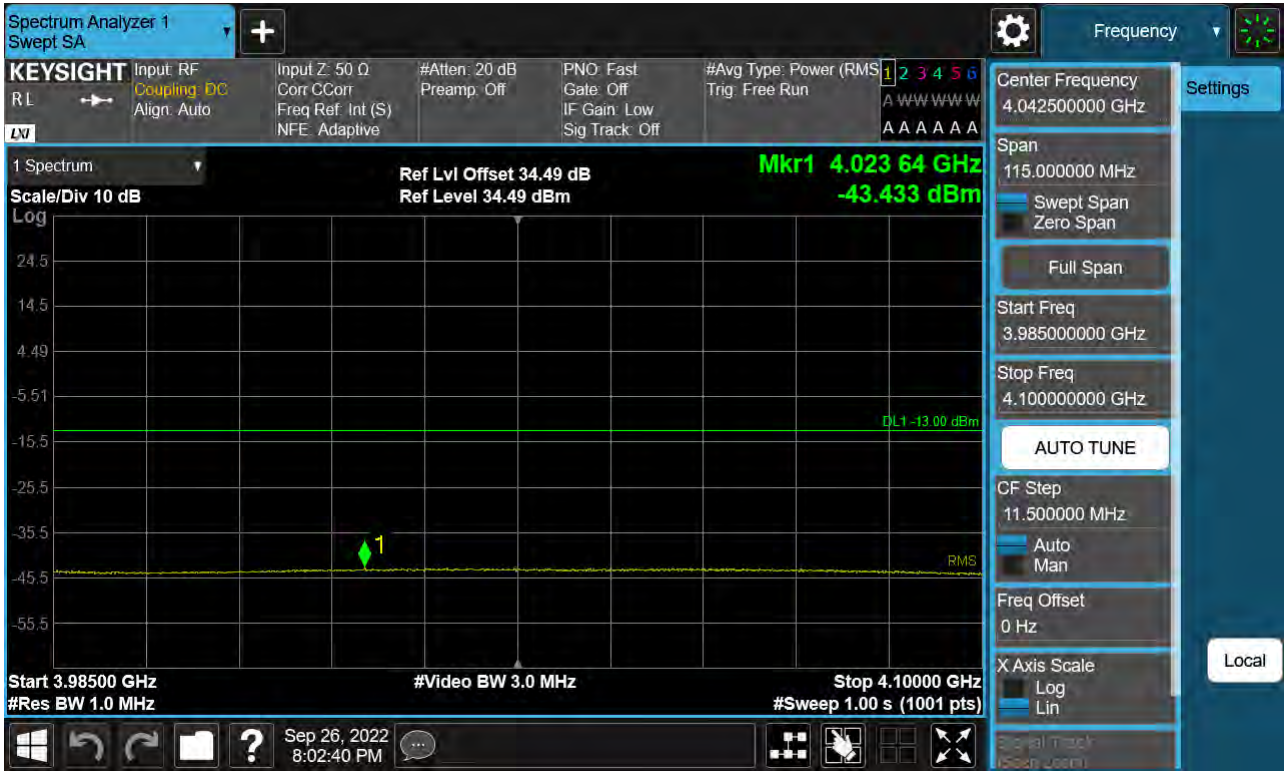 Spectrum Analyzer 1
Swept SA
+
Frequency
KEYSIGHT
RL
LXI
Input: RF
Coupling: DC
Align: Auto
Input Z: 50 Ω
Corr CCorr
Freq Ref: Int (S)
NFE: Adaptive
#Atten: 20 dB
Preamp: Off
PNO: Fast
Gate: Off
IF Gain: Low
Sig Track: Off
#Avg Type: Power (RMS
Trig: Free Run
1 2 3 4 5 6
A W W W W W
A A A A A A
1 Spectrum
Scale/Div 10 dB
Ref Lvl Offset 34.49 dB
Ref Level 34.49 dBm
Mkr1 4.023 64 GHz
-43.433 dBm
Log
24.5
14.5
4.49
-5.51
DL1 -13.00 dBm
-15.5
-25.5
-35.5
1
RMS
-45.5
-55.5
Start 3.98500 GHz
#Video BW 3.0 MHz
Stop 4.10000 GHz
#Res BW 1.0 MHz
#Sweep 1.00 s (1001 pts)
Center Frequency
4.042500000 GHz
Settings
Span
115.000000 MHz
Swept Span
Zero Span
Full Span
Start Freq
3.985000000 GHz
Stop Freq
4.100000000 GHz
AUTO TUNE
CF Step
11.500000 MHz
Auto
Man
Freq Offset
0 Hz
X Axis Scale
Log
Lin
Local
Signal Track
(Span Zoom)
?
Sep 26, 2022
8:02:40 PM